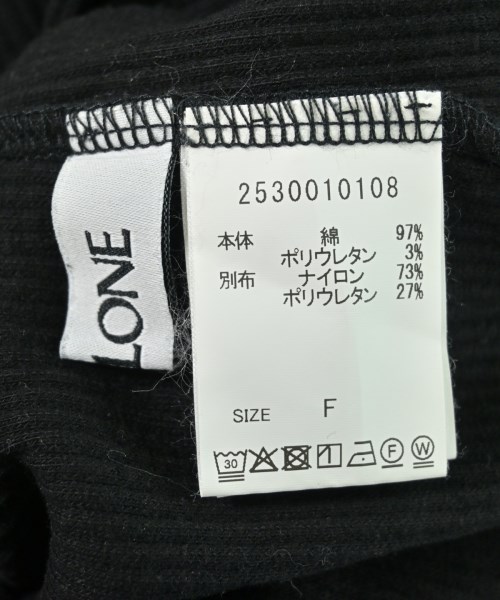 LONE
2530010108
本体 綿 97%
ポリウレタン 3%
別布 ナイロン 73%
ポリウレタン 27%
SIZE F
30 F W